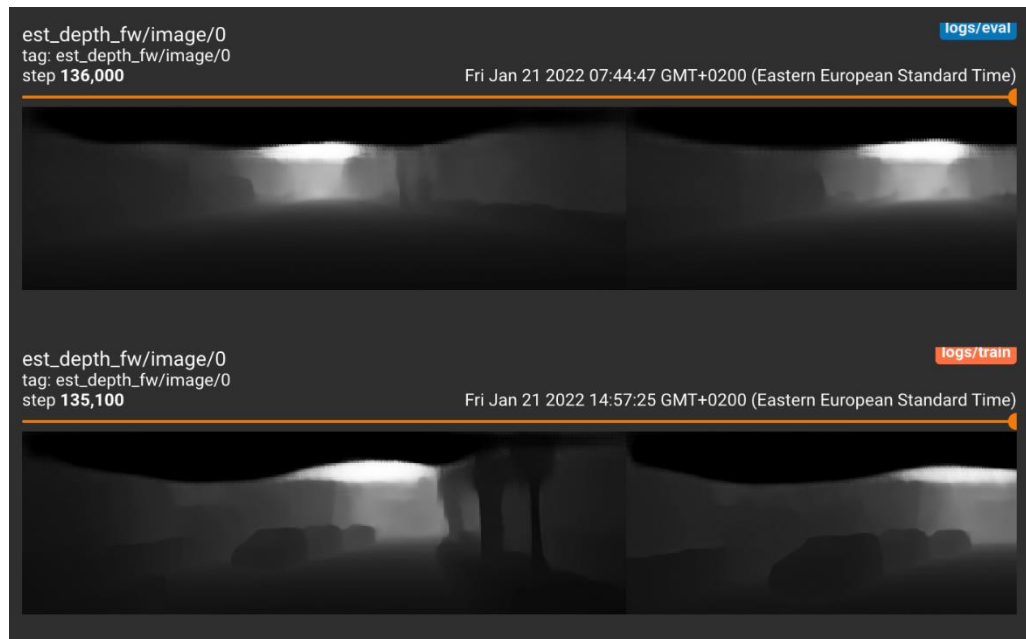 est_depth_fw/image/0
logs/eval
tag: est_depth_fw/image/0
step 136,000
Fri Jan 21 2022 07:44:47 GMT+0200 (Eastern European Standard Time)
est_depth_fw/image/0
logs/train
tag: est_depth_fw/image/0
step 135,100
Fri Jan 21 2022 14:57:25 GMT+0200 (Eastern European Standard Time)